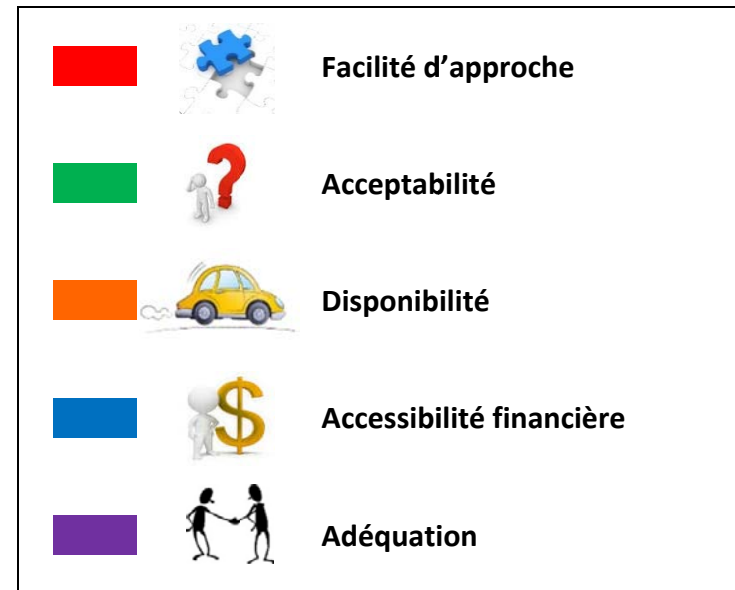 Facilité d’approche
Acceptabilité
Disponibilité
Accessibilité financière
Adéquation